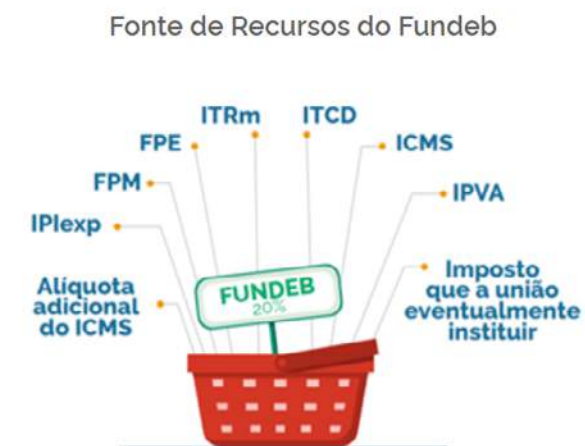 Fonte de Recursos do Fundeb
ITRm
ITCD
FPE
ICMS
FPM
IPVA
IPIexp
Alíquota
adicional
do ICMS
FUNDEB
20%
Imposto
que a união
eventualmente
instituir